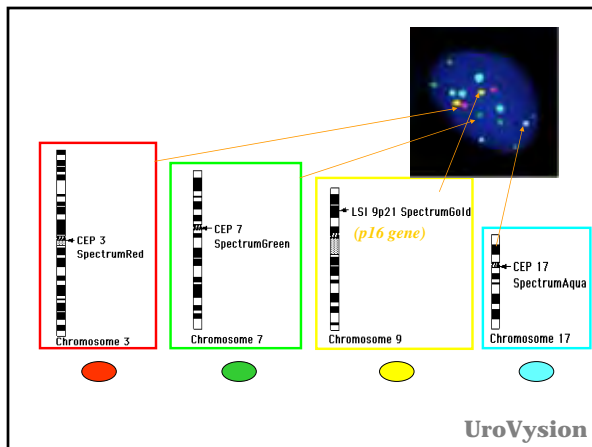 CEP 3
SpectrumRed
Chromosome 3
CEP 7
SpectrumGreen
Chromosome 7
LSI 9p21 SpectrumGold
(p16 gene)
Chromosome 9
CEP 17
SpectrumAqua
Chromosome 17
UroVysion